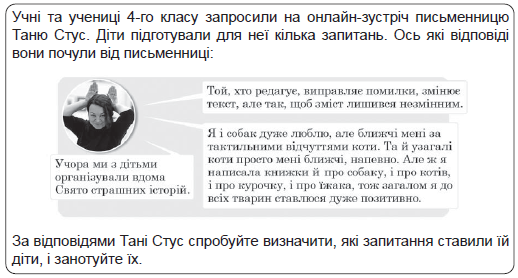 Учні та учениці 4-го класу запросили на онлайн-зустріч письменницю
Таню Стус. Діти підготували для неї кілька запитань. Ось які відповіді
вони почули від письменниці:
Той, хто редагує, виправляє помилки, змінює
текст, але так, щоб зміст лишився незмінним.
Я і собак дуже люблю, але ближчі мені за
тактильними відчуттями коти. Та й узагалі
коти просто мені ближчі, напевно. Але ж я
написала книжки й про собаку, і про котів,
і про курочку, і про їжака, тож загалом я до
всіх тварин ставлюся дуже позитивно.
Учора ми з дітьми
організували вдома
Свято страшних історій.
За відповідями Тані Стус спробуйте визначити, які запитання ставили їй
діти, і занотуйте їх.